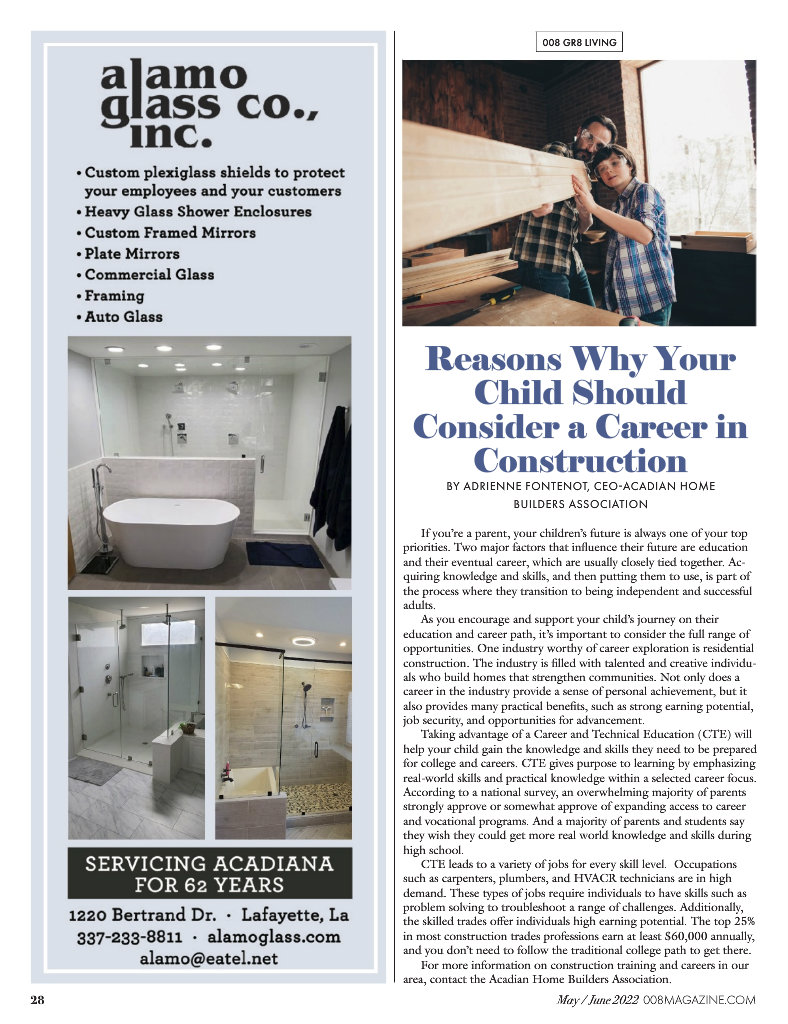 alamo
glass co.,
inc.
• Custom plexiglass shields to protect
your employees and your customers
• Heavy Glass Shower Enclosures
• Custom Framed Mirrors
• Plate Mirrors
• Commercial Glass
• Framing
• Auto Glass
SERVICING ACADIANA
FOR 62 YEARS
1220 Bertrand Dr. · Lafayette, La
337-233-8811 · alamoglass.com
alamo@eatel.net
008 GR8 LIVING
Reasons Why Your
Child Should
Consider a Career in
Construction
BY ADRIENNE FONTENOT, CEO-ACADIAN HOME
BUILDERS ASSOCIATION
If you're a parent, your children's future is always one of your top
priorities. Two major factors that influence their future are education
and their eventual career, which are usually closely tied together. Ac-
quiring knowledge and skills, and then putting them to use, is part of
the process where they transition to being independent and successful
adults.
As you encourage and support your child's journey on their
education and career path, it's important to consider the full range of
opportunities. One industry worthy of career exploration is residential
construction. The industry is filled with talented and creative individu-
als who build homes that strengthen communities. Not only does a
career in the industry provide a sense of personal achievement, but it
also provides many practical benefits, such as strong earning potential,
job security, and opportunities for advancement.
Taking advantage of a Career and Technical Education (CTE) will
help your child gain the knowledge and skills they need to be prepared
for college and careers. CTE gives purpose to learning by emphasizing
real-world skills and practical knowledge within a selected career focus.
According to a national survey, an overwhelming majority of parents
strongly approve or somewhat approve of expanding access to career
and vocational programs. And a majority of parents and students say
they wish they could get more real world knowledge and skills during
high school.
CTE leads to a variety of jobs for every skill level.  Occupations
such as carpenters, plumbers, and HVACR technicians are in high
demand. These types of jobs require individuals to have skills such as
problem solving to troubleshoot a range of challenges. Additionally,
the skilled trades offer individuals high earning potential. The top 25%
in most construction trades professions earn at least $60,000 annually,
and you don't need to follow the traditional college path to get there.
For more information on construction training and careers in our
area, contact the Acadian Home Builders Association.
28
May / June 2022 008MAGAZINE.COM